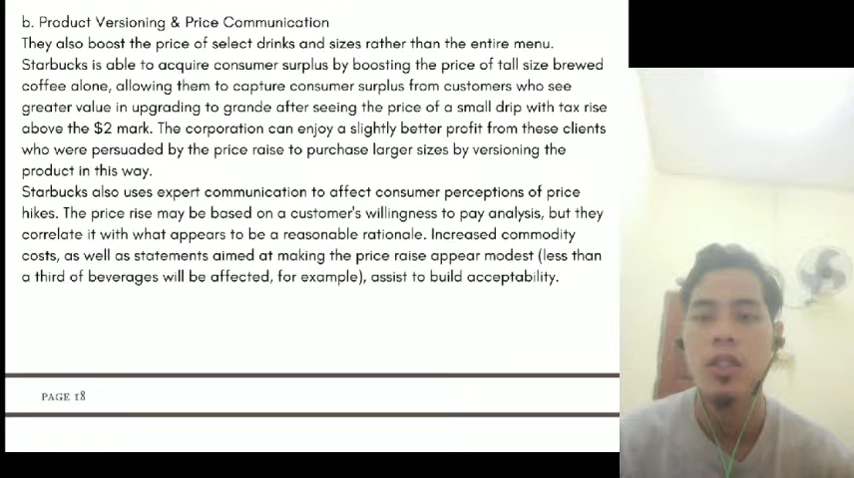 b. Product Versioning & Price Communication
They also boost the price of select drinks and sizes rather than the entire menu.
Starbucks is able to acquire consumer surplus by boosting the price of tall size brewed
coffee alone, allowing them to capture consumer surplus from customers who see
greater value in upgrading to grande after seeing the price of a small drip with tax rise
above the $2 mark. The corporation can enjoy a slightly better profit from these clients
who were persuaded by the price raise to purchase larger sizes by versioning the
product in this way.
Starbucks also uses expert communication to affect consumer perceptions of price
hikes. The price rise may be based on a customer's willingness to pay analysis, but they
correlate it with what appears to be a reasonable rationale. Increased commodity
costs, as well as statements aimed at making the price raise appear modest (less than
a third of beverages will be affected, for example), assist to build acceptability.
PAGE 18